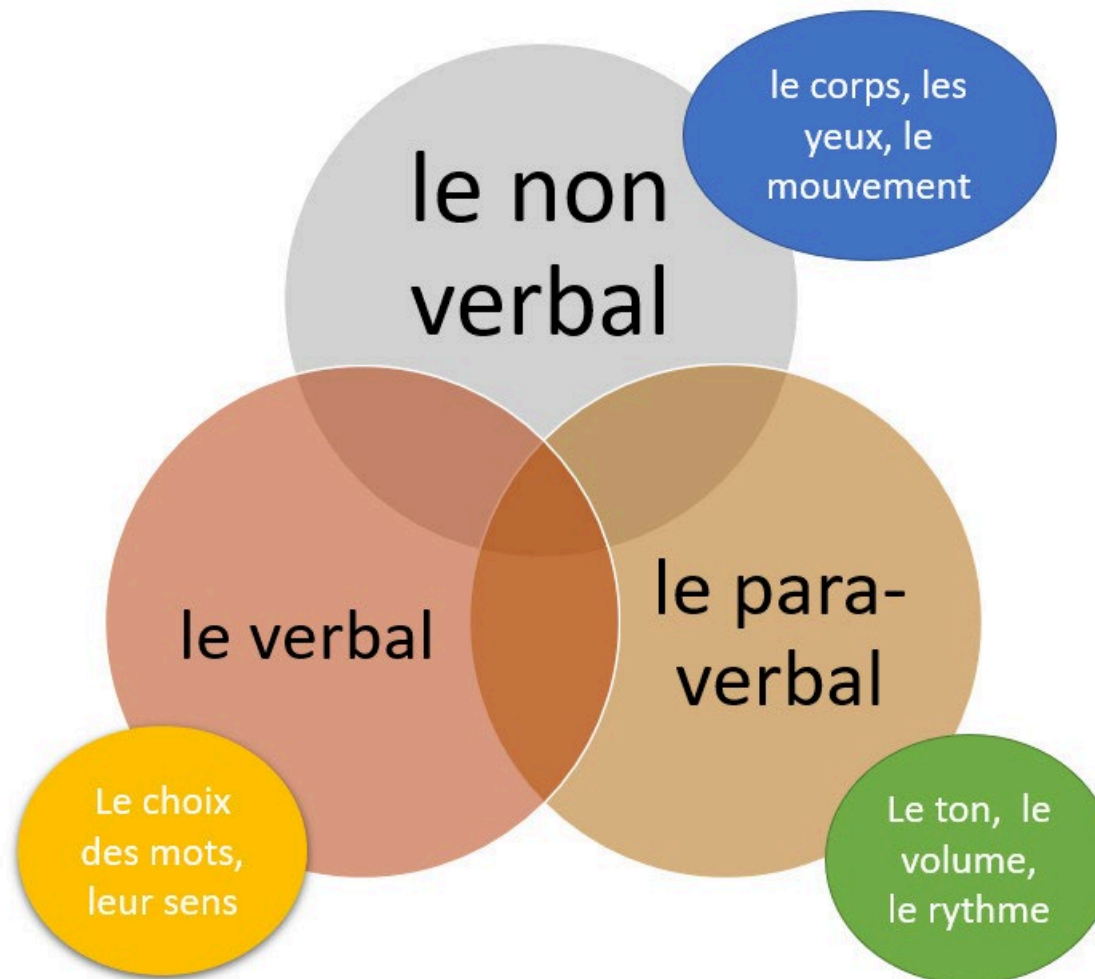 le corps, les
yeux, le
mouvement
le non
verbal
le verbal
le para-
verbal
Le choix
des mots,
leur sens
Le ton,  le
volume,
le rythme